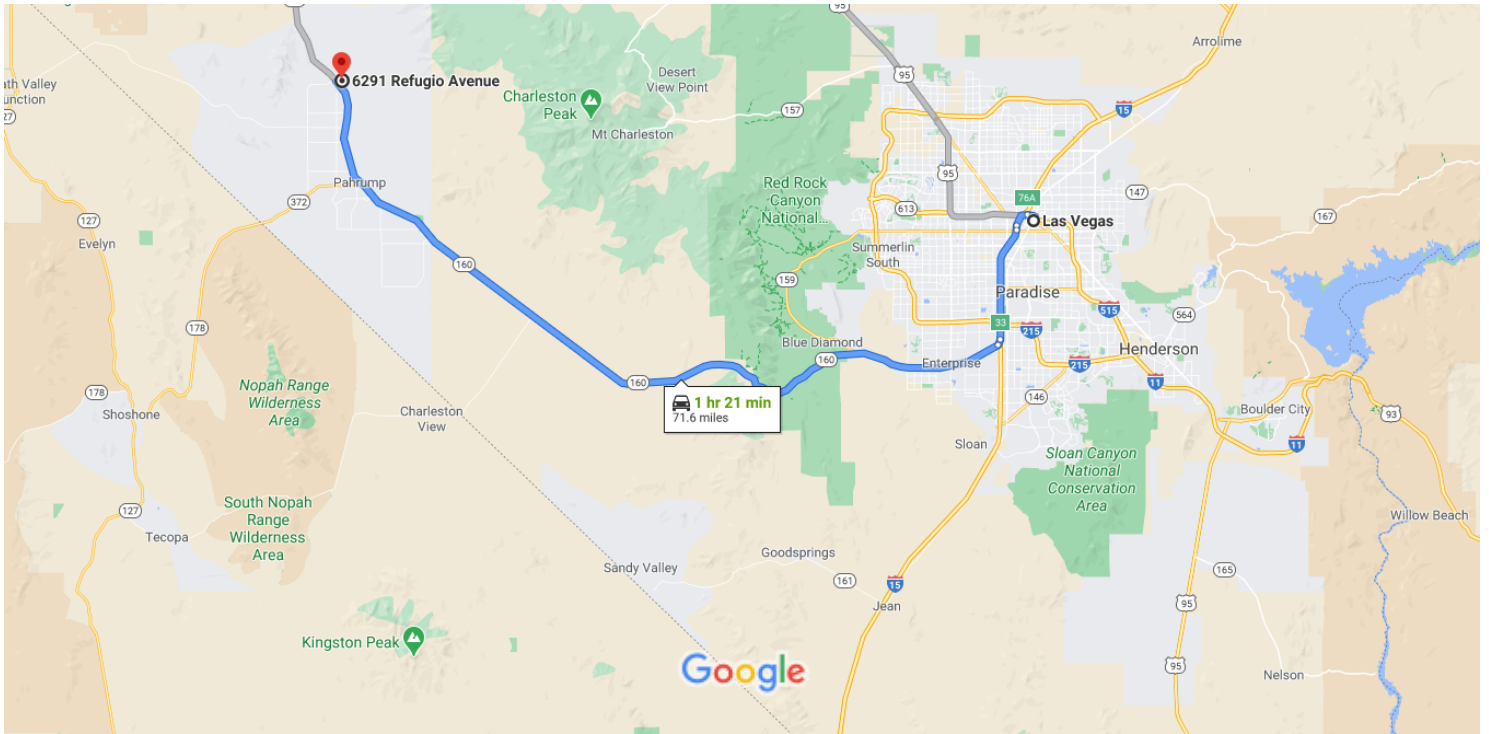 95
Arrolime
ath Valley
unction
127
6291 Refugio Avenue
Desert
View Point
Charleston
Peak
Mt Charleston
157
95
15
Pahrump
372
Red Rock
Canyon
National...
95
76A
147
613
Las Vegas
167
127
Evelyn
160
Summerlin
South
159
Paradise
33
215
515
564
178
Blue Diamond
160
Enterprise
Henderson
215
11
160
1 hr 21 min
71.6 miles
146
Nopah Range
Wilderness
Area
178
Shoshone
Charleston
View
Boulder City
93
11
Sloan
Sloan Canyon
National
Conservation
Area
South Nopah
Range
Wilderness
Area
127
Tecopa
Willow Beach
Goodsprings
Sandy Valley
161
15
Jean
165
95
Kingston Peak
Google
95
Nelson